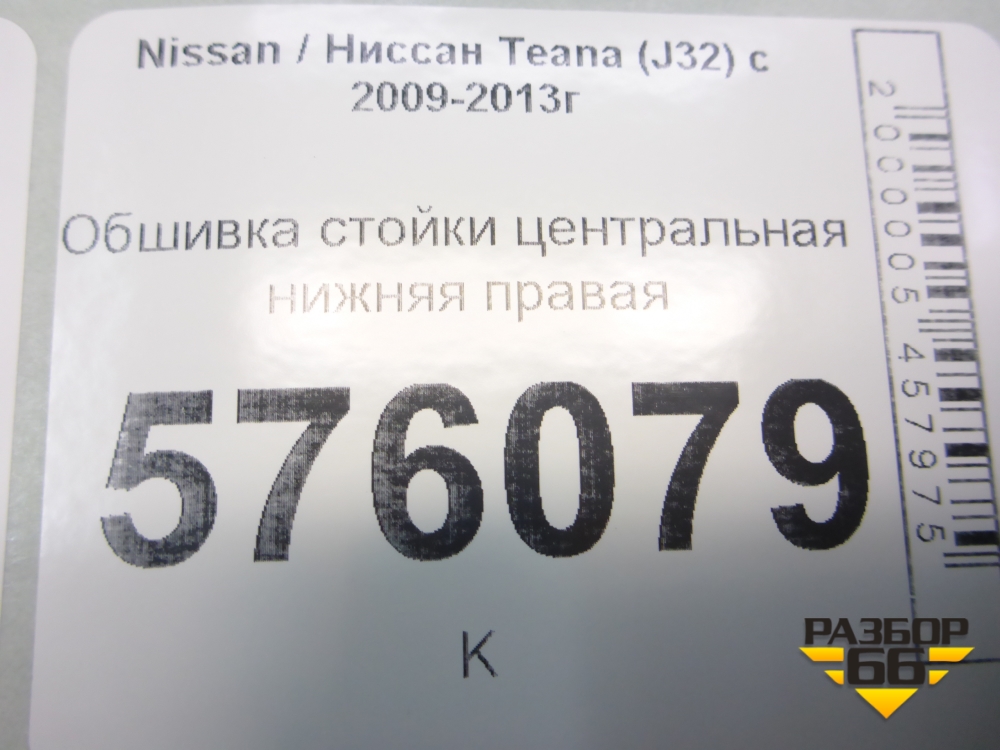 Nissan / Ниссан Teana (J32) с
2009-2013г
Обшивка стойки центральная
нижняя правая
576079
К
2000005457975
РАЗБОР
66